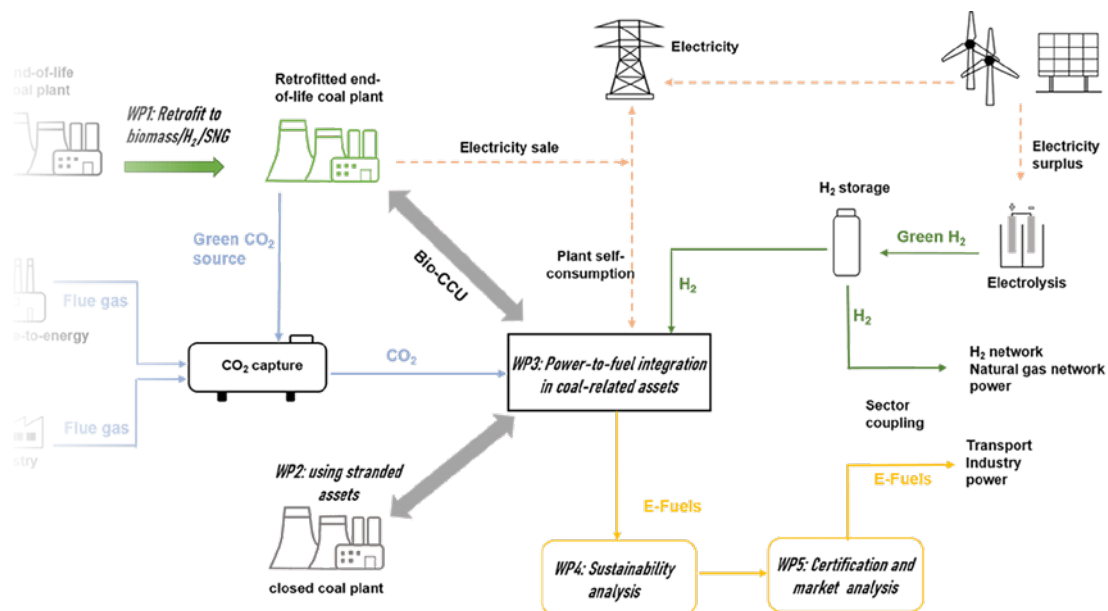 Electricity
end-of-life
coal plant
Retrofitted end-
of-life coal plant
WP1: Retrofit to
biomass/H₂/SNG
Electricity sale
Electricity
surplus
H₂ storage
Green CO₂
source
Bio-CCU
Plant self-
consumption
Green H₂
+ −
Electrolysis
H₂
H₂
Flue gas
-to-energy
CO₂ capture
CO₂
WP3: Power-to-fuel integration
in coal-related assets
H₂ network
Natural gas network
power
Flue gas
Sector
coupling
Transport
Industry
power
E-Fuels
WP2: using stranded
assets
closed coal plant
E-Fuels
WP4: Sustainability
analysis
WP5: Certification and
market analysis